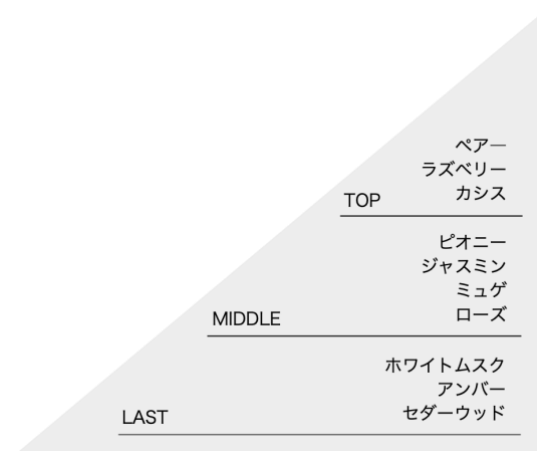 ペアー
ラズベリー
TOP カシス
ピオニー
ジャスミン
ミュゲ
MIDDLE ローズ
ホワイトムスク
アンバー
LAST セダーウッド